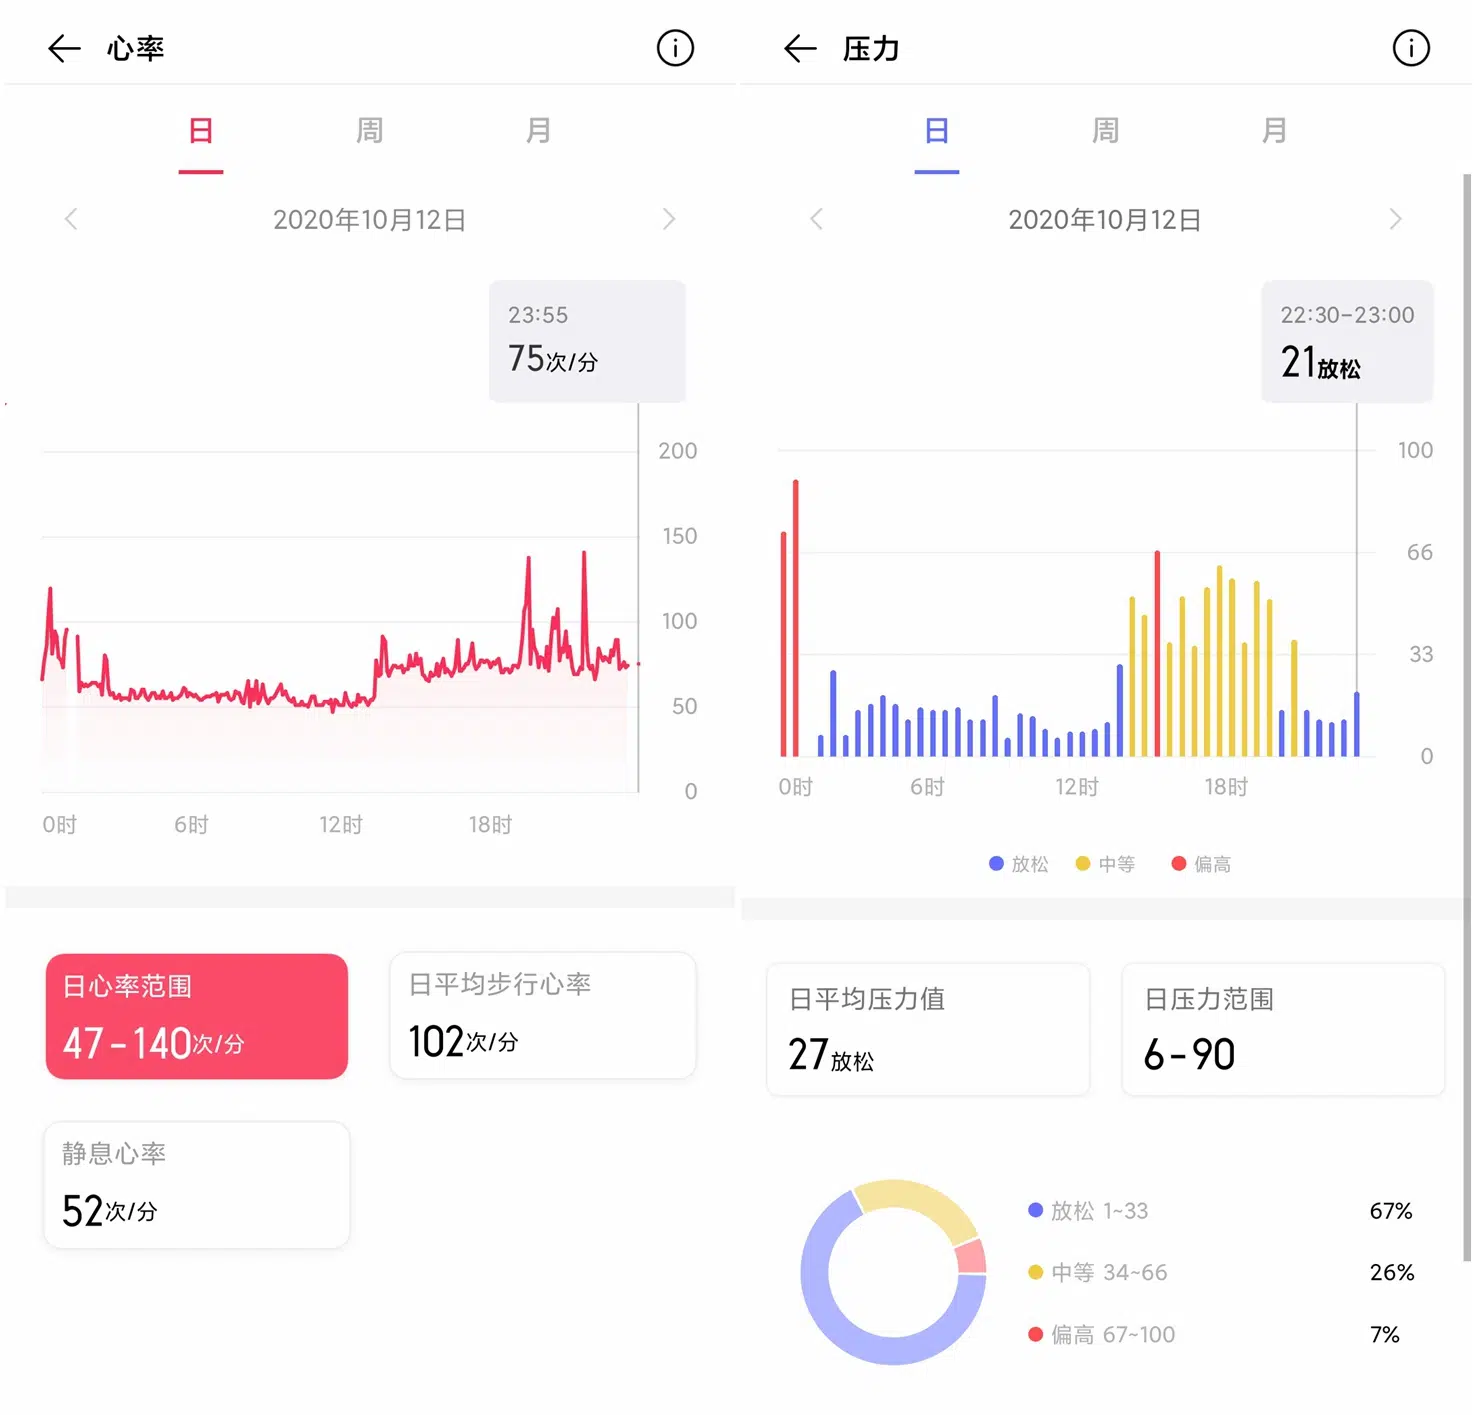 心率
日 周 月
2020年10月12日
23:55
75次/分
200
150
100
50
0
0时 6时 12时 18时
日心率范围
47-140次/分
日平均步行心率
102次/分
静息心率
52次/分
压力
日 周 月
2020年10月12日
22:30-23:00
21放松
100
66
33
0
0时 6时 12时 18时
放松 中等 偏高
日平均压力值
27放松
日压力范围
6-90
放松 1~33 67%
中等 34~66 26%
偏高 67~100 7%